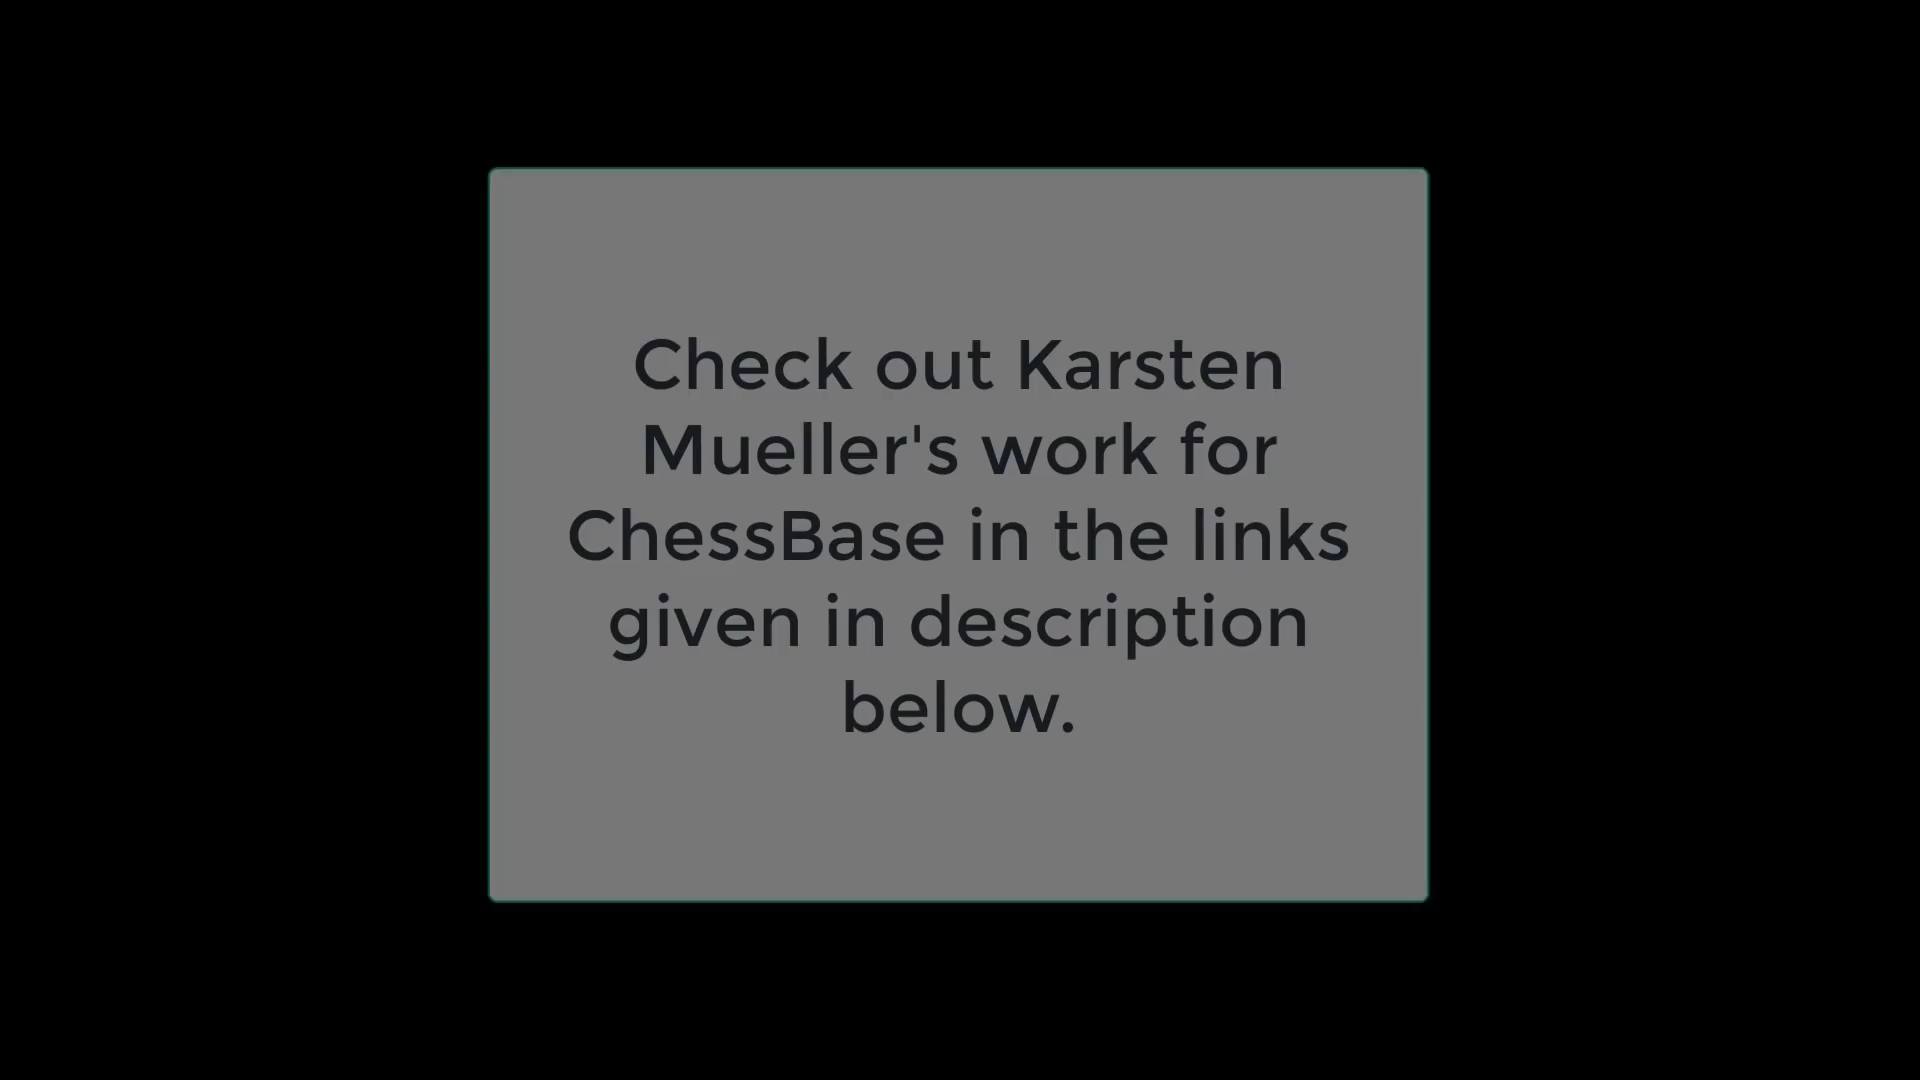 Check out Karsten
Mueller's work for
ChessBase in the links
given in description
below.